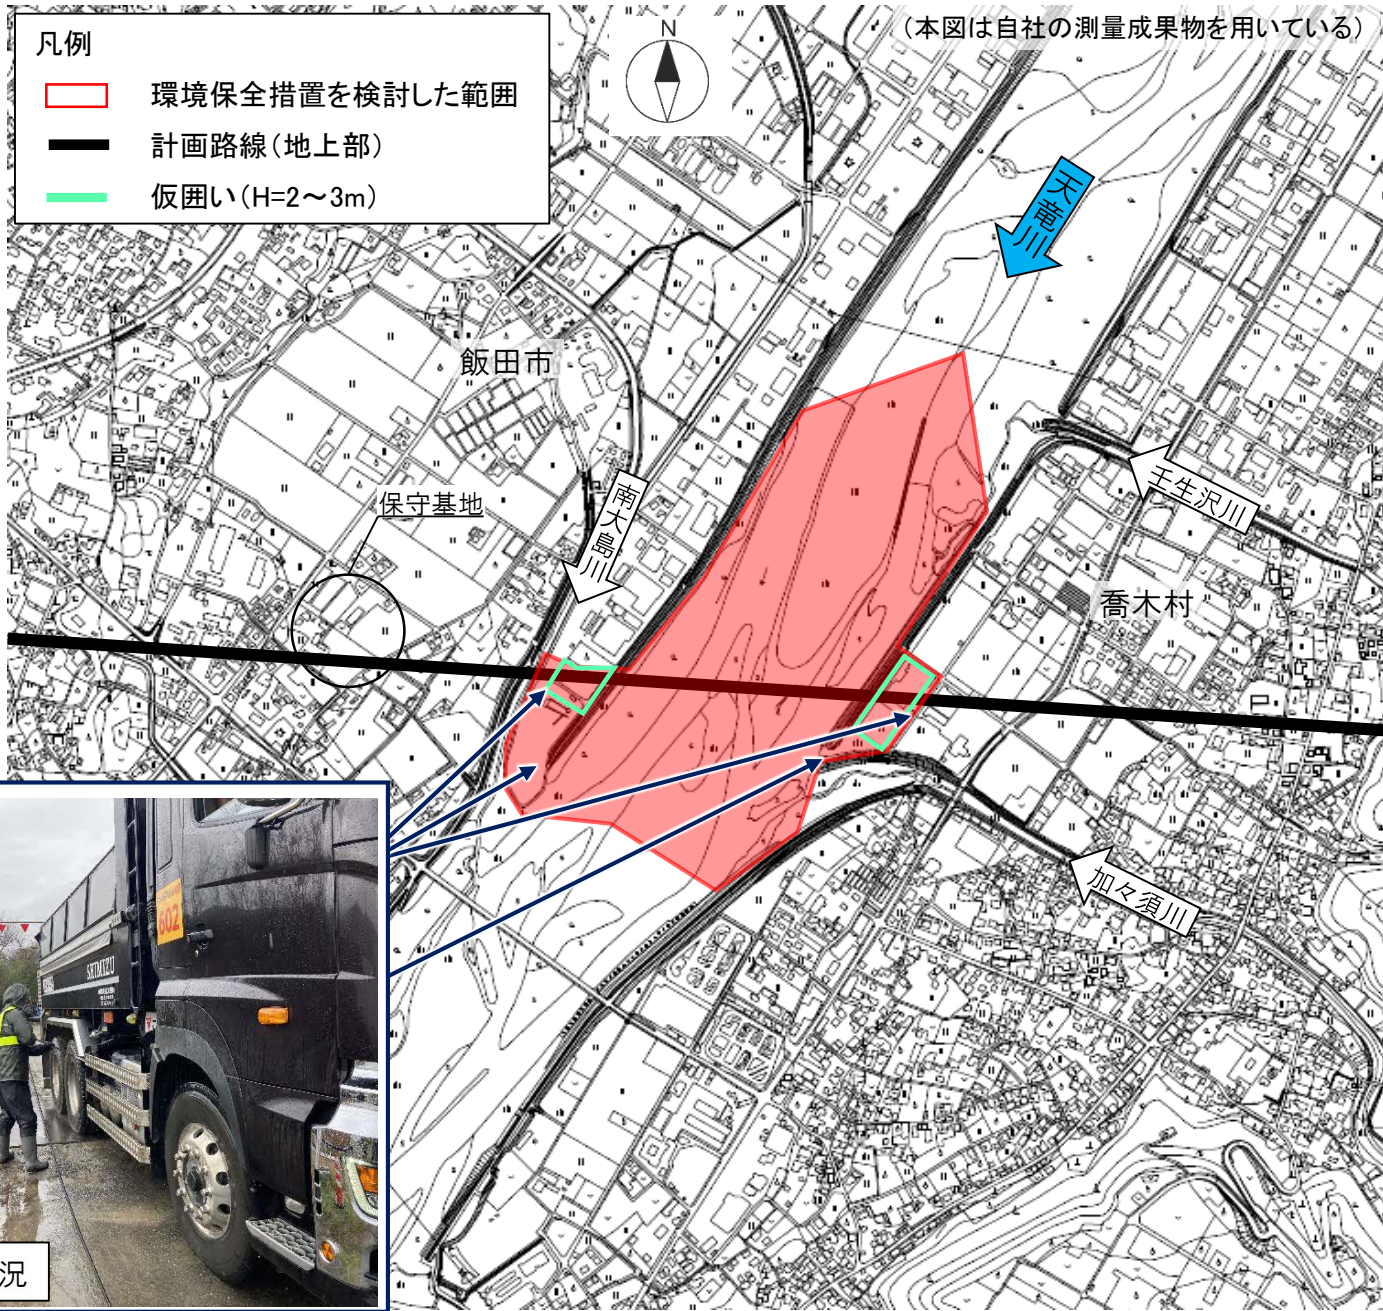 (本図は自社の測量成果物を用いている)
凡例
環境保全措置を検討した範囲
計画路線(地上部)
仮囲い(H=2~3m)
N
天竜川
飯田市
保守基地
南大島川
壬生沢川
喬木村
加々須川
602
SHIMIZU
況